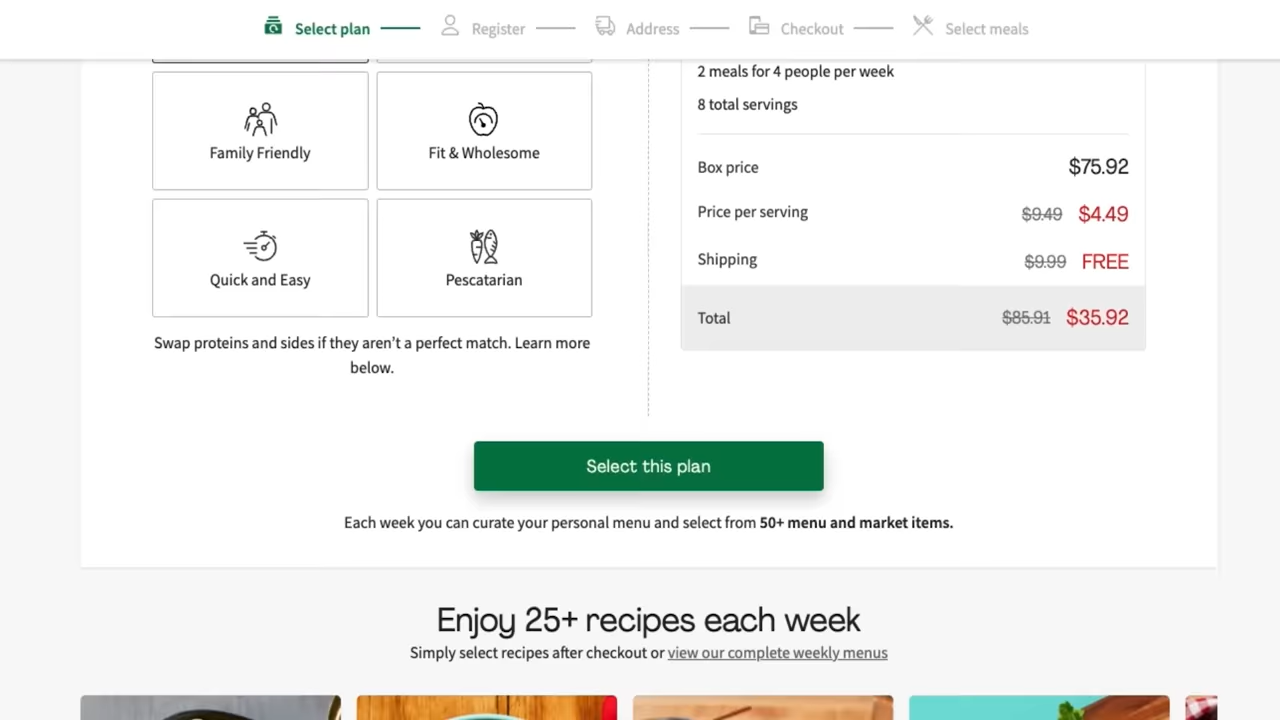 Select plan
Register
Address
Checkout
Select meals
Family Friendly
Fit & Wholesome
Quick and Easy
Pescatarian
Swap proteins and sides if they aren't a perfect match. Learn more
below.
2 meals for 4 people per week
8 total servings
Box price $75.92
Price per serving $9.49 $4.49
Shipping $9.99 FREE
Total $85.91 $35.92
Select this plan
Each week you can curate your personal menu and select from 50+ menu and market items.
Enjoy 25+ recipes each week
Simply select recipes after checkout or view our complete weekly menus